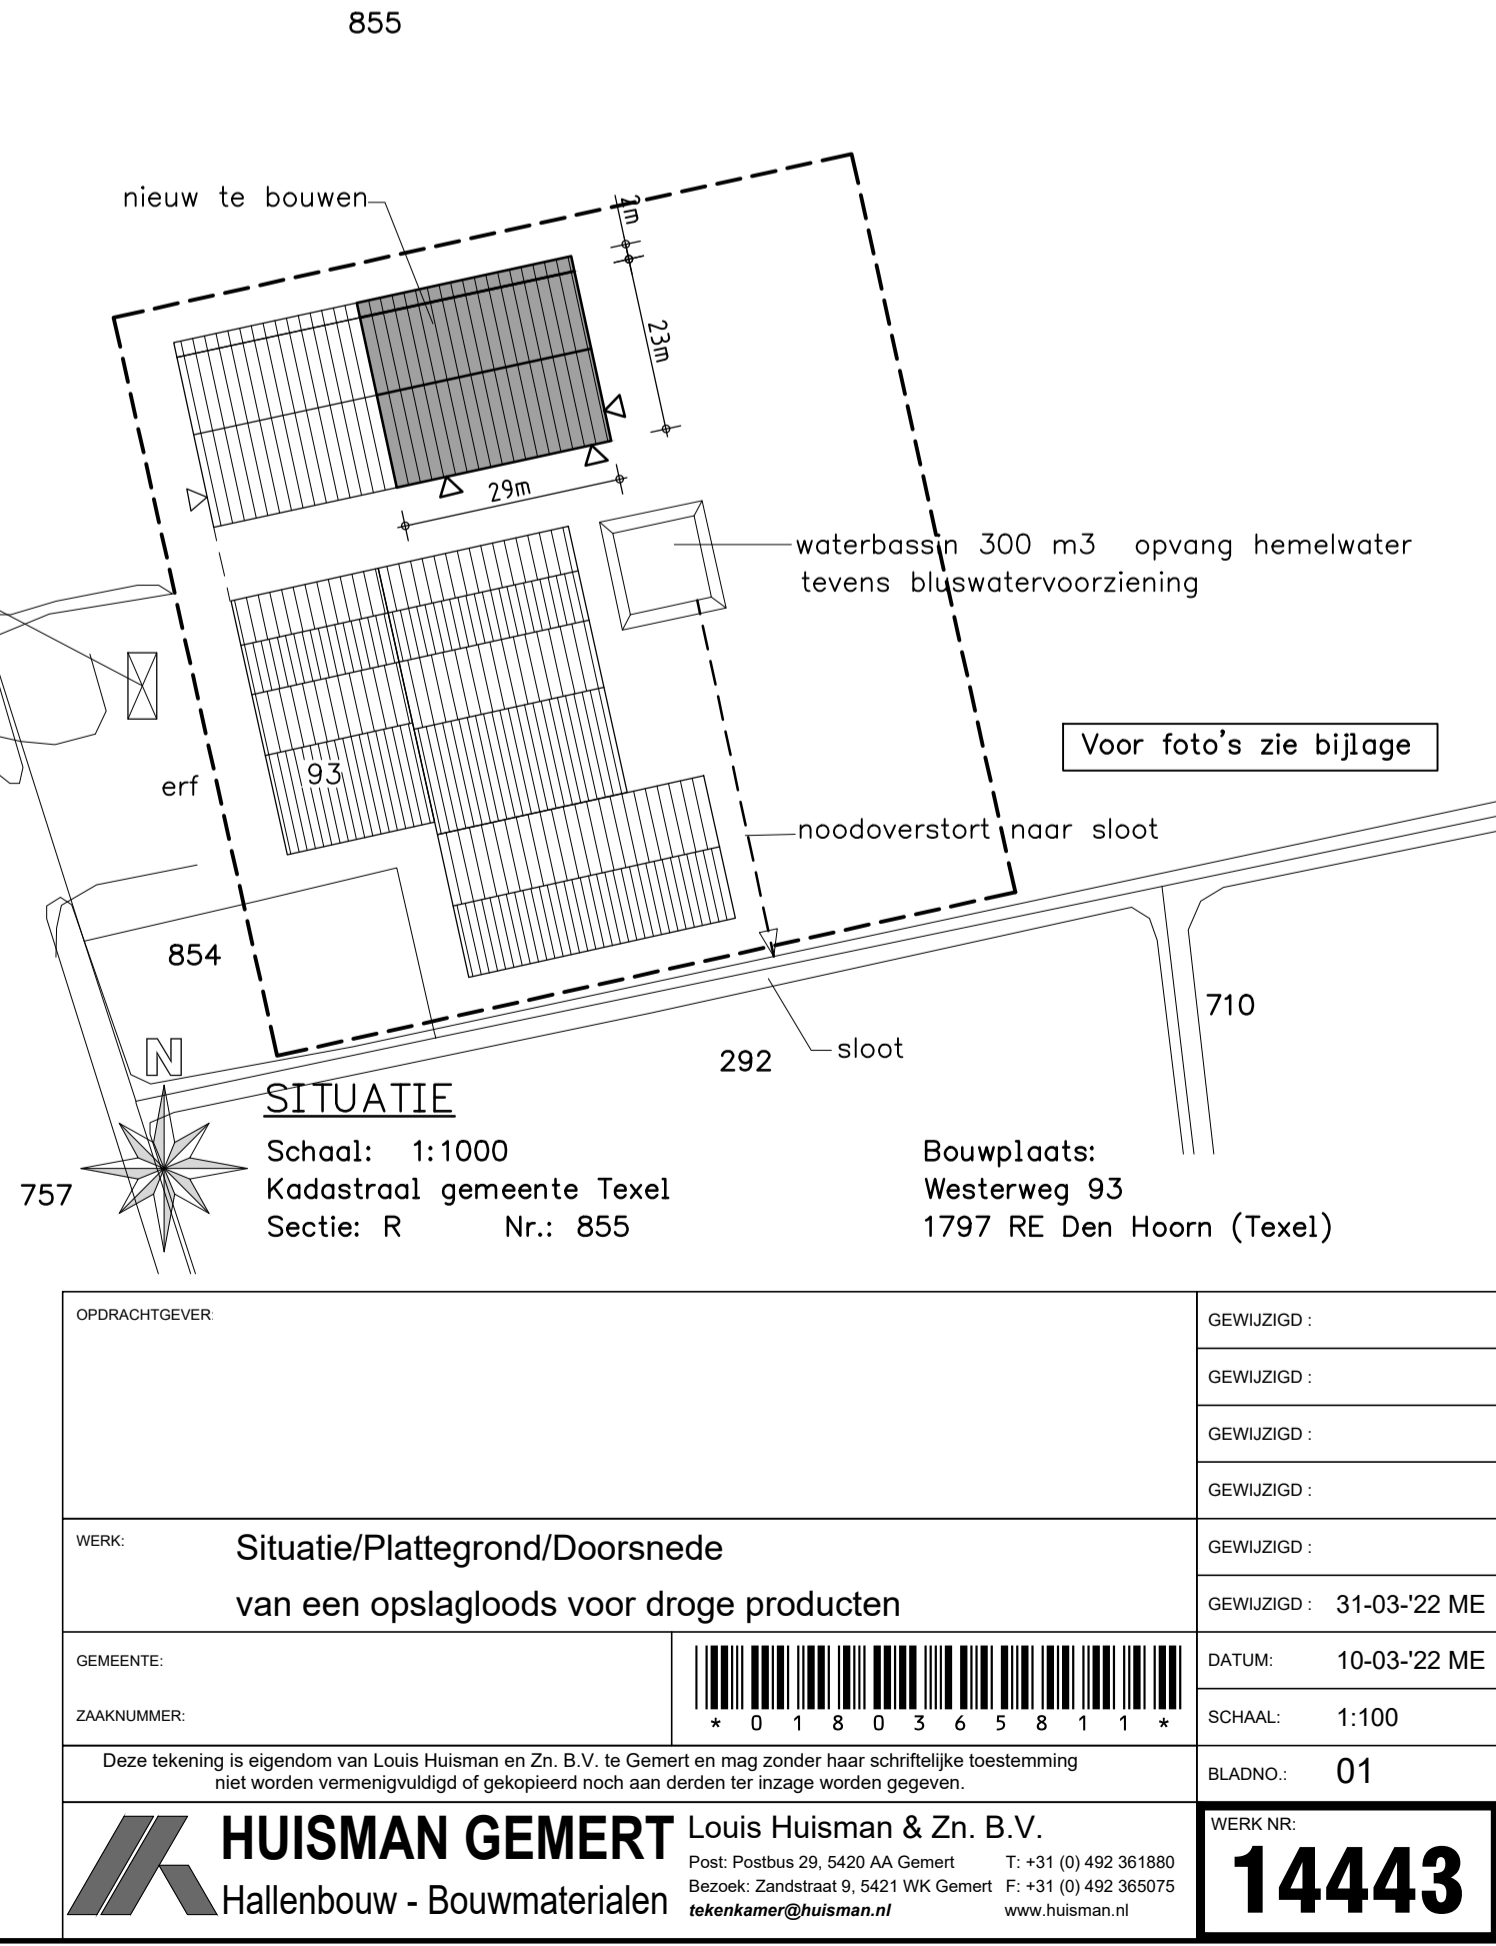 855
nieuw te bouwen
2m
23m
29m
waterbassin 300 m3 opvang hemelwater
tevens bluswatervoorziening
Voor foto's zie bijlage
93
erf
noodoverstort naar sloot
854
710
N
292
sloot
SITUATIE
Schaal: 1:1000
Kadastraal gemeente Texel
Sectie: R Nr.: 855
757
Bouwplaats:
Westerweg 93
1797 RE Den Hoorn (Texel)
OPDRACHTGEVER:
GEWIJZIGD :
GEWIJZIGD :
GEWIJZIGD :
GEWIJZIGD :
WERK: Situatie/Plattegrond/Doorsnede
van een opslagloods voor droge producten
GEWIJZIGD :
GEWIJZIGD : 31-03-'22 ME
GEMEENTE:
ZAAKNUMMER:
* 0 1 8 0 3 6 5 8 1 1 *
DATUM: 10-03-'22 ME
SCHAAL: 1:100
Deze tekening is eigendom van Louis Huisman en Zn. B.V. te Gemert en mag zonder haar schriftelijke toestemming
niet worden vermenigvuldigd of gekopieerd noch aan derden ter inzage worden gegeven.
BLADNO.: 01
HUISMAN GEMERT
Hallenbouw - Bouwmaterialen
Louis Huisman & Zn. B.V.
Post: Postbus 29, 5420 AA Gemert T: +31 (0) 492 361880
Bezoek: Zandstraat 9, 5421 WK Gemert F: +31 (0) 492 365075
tekenkamer@huisman.nl www.huisman.nl
WERK NR:
14443